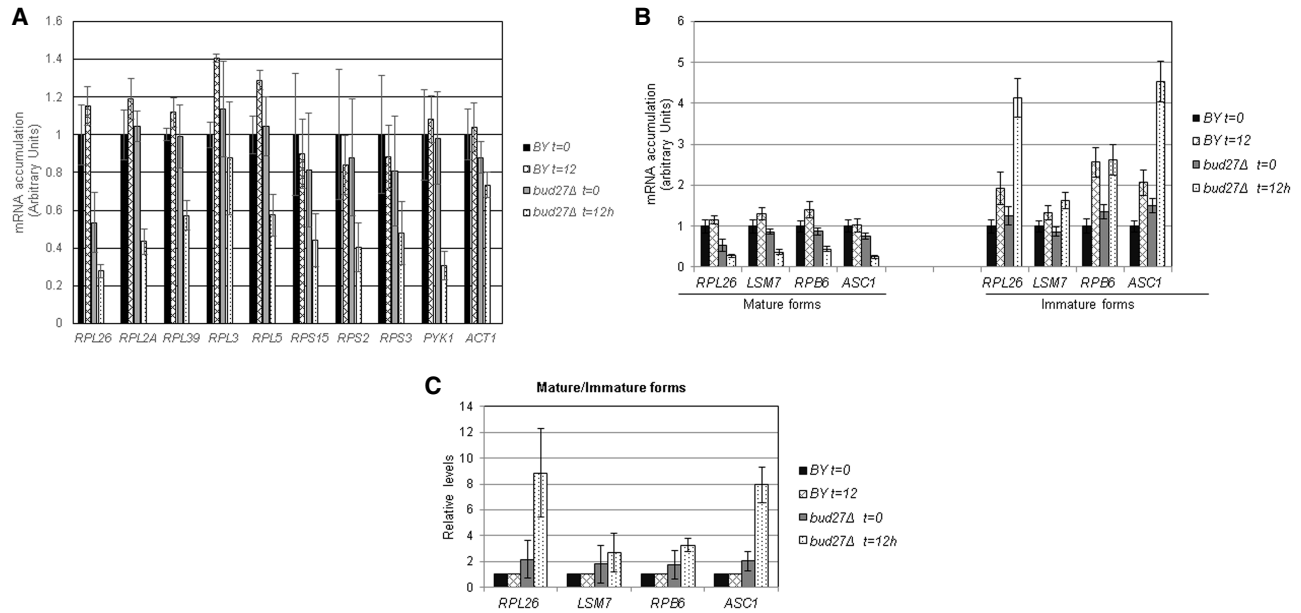 A
1.6
1.4
1.2
1
0.8
0.6
0.4
0.2
0
mRNA accumulation
(Arbitrary Units)
RPL26 RPL2A RPL39 RPL3 RPL5 RPS15 RPS2 RPS3 PYK1 ACT1
BY t=0
BY t=12
bud27Δ t=0
bud27Δ t=12h
B
6
5
4
3
2
1
0
mRNA accumulation
(arbitrary Units)
RPL26 LSM7 RPB6 ASC1 RPL26 LSM7 RPB6 ASC1
Mature forms Immature forms
BY t=0
BY t=12
bud27Δ t=0
bud27Δ t=12h
C
Mature/Immature forms
14
12
10
8
6
4
2
0
Relative levels
RPL26 LSM7 RPB6 ASC1
BY t=0
BY t=12
bud27Δ t=0
bud27Δ t=12h